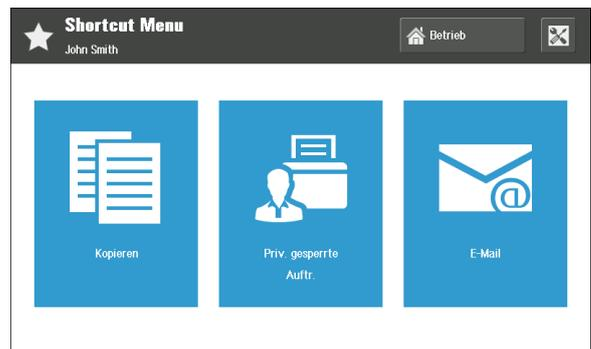 Shortcut Menu
John Smith
Betrieb
Kopieren
Priv. gesperrte
Auftr.
E-Mail